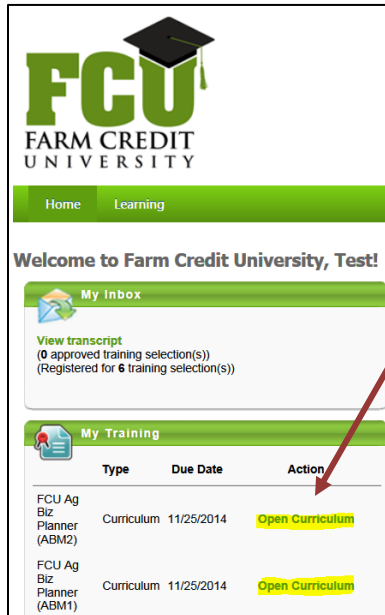 FCU
FARM CREDIT
UNIVERSITY
Home Learning
Welcome to Farm Credit University, Test!
My Inbox
View transcript
(0 approved training selection(s))
(Registered for 6 training selection(s))
My Training
Type Due Date Action
FCU Ag
Biz
Planner
(ABM2)
Curriculum 11/25/2014 Open Curriculum
FCU Ag
Biz
Planner
(ABM1)
Curriculum 11/25/2014 Open Curriculum